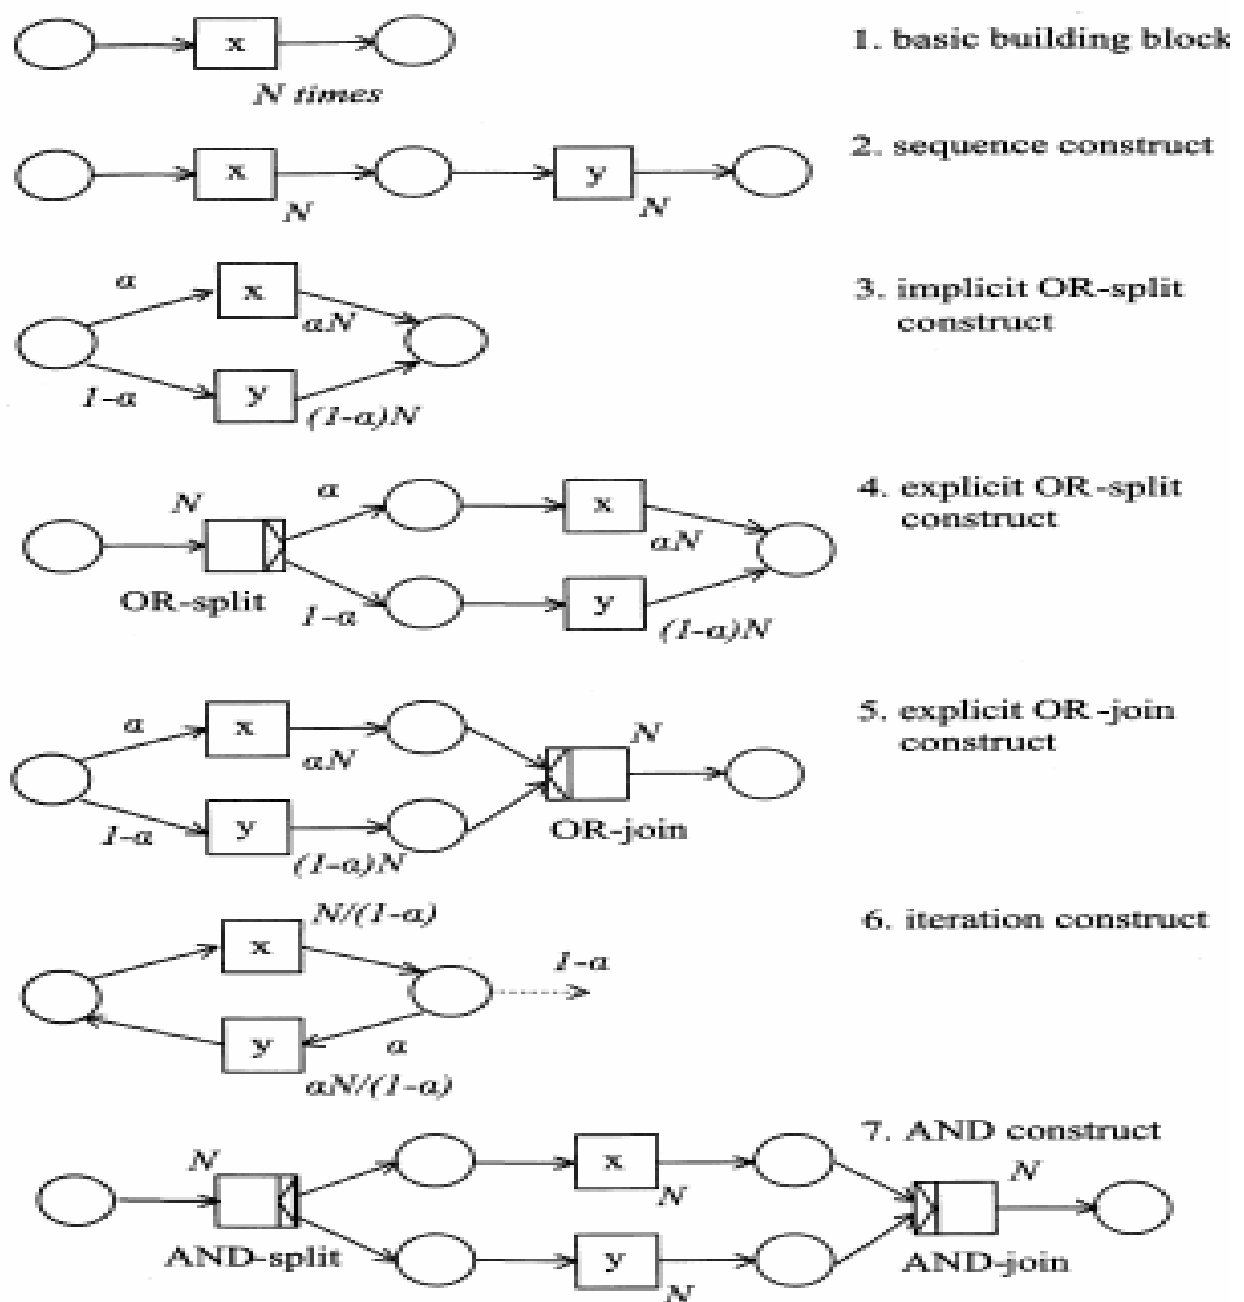 x
1. basic building block
N times
x
N
y
N
2. sequence construct
α
x
αN
1-α
y
(1-α)N
3. implicit OR-split
construct
N
OR-split
α
x
αN
1-α
y
(1-α)N
4. explicit OR-split
construct
α
x
αN
1-α
y
(1-α)N
N
OR-join
5. explicit OR-join
construct
N/(1-α)
x
1-α
y
α
αN/(1-α)
6. iteration construct
7. AND construct
N
AND-split
x
N
y
N
N
AND-join